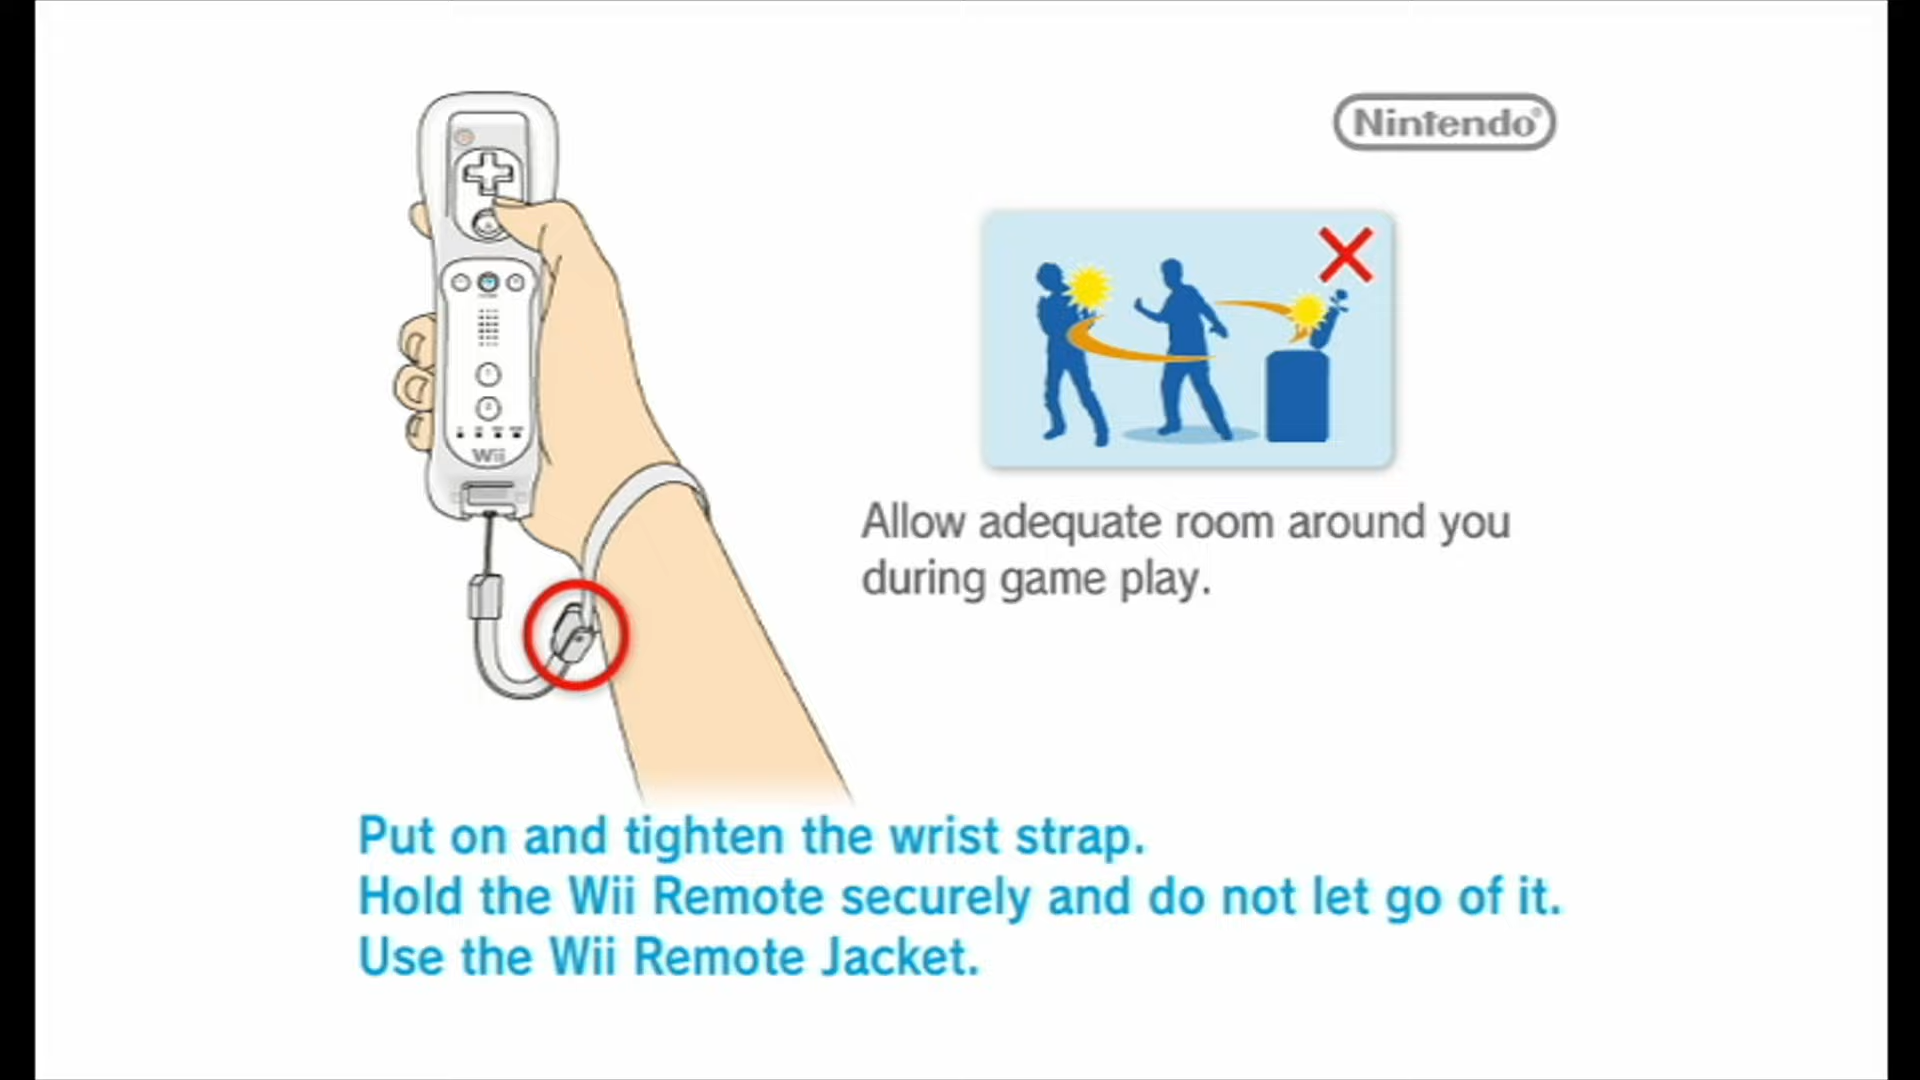 Nintendo®
Wii
Allow adequate room around you
during game play.
Put on and tighten the wrist strap.
Hold the Wii Remote securely and do not let go of it.
Use the Wii Remote Jacket.